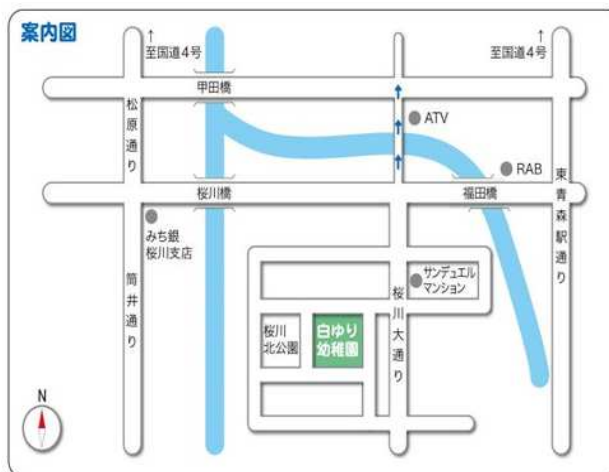 案内図
↑
至国道4号
↑
至国道4号
甲田橋
松原通り
ATV
RAB
桜川橋
福田橋
東青森駅通り
みち銀
桜川支店
筒井通り
サンデュエル
マンション
桜川大通り
桜川
北公園
白ゆり
幼稚園
N